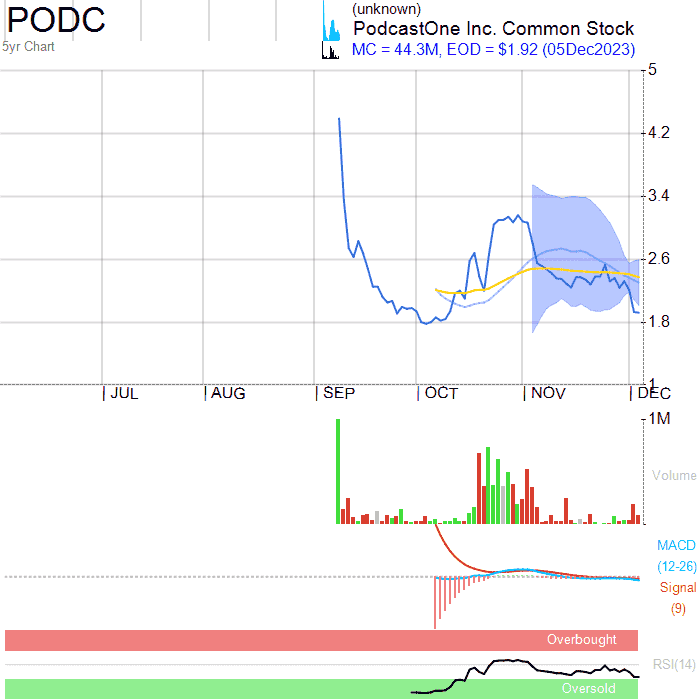 PODC
(unknown)
PodcastOne Inc. Common Stock
5yr Chart
MC = 44.3M, EOD = $1.92 (05Dec2023)
5
4.2
3.4
2.6
1.8
1
JUL AUG SEP OCT NOV DEC
1M
Volume
MACD
(12-26)
Signal
(9)
Overbought
RSI(14)
Oversold